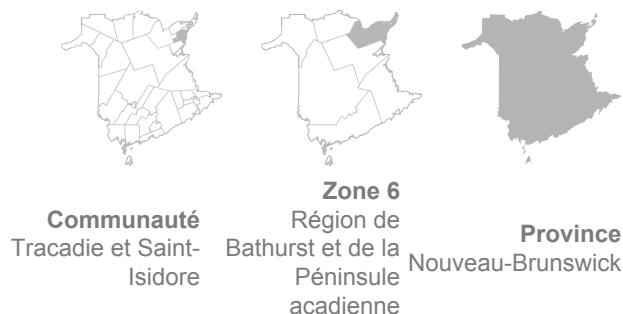 Communauté
Tracadie et Saint-
Isidore
Zone 6
Région de
Bathurst et de la
Péninsule
acadienne
Province
Nouveau-Brunswick